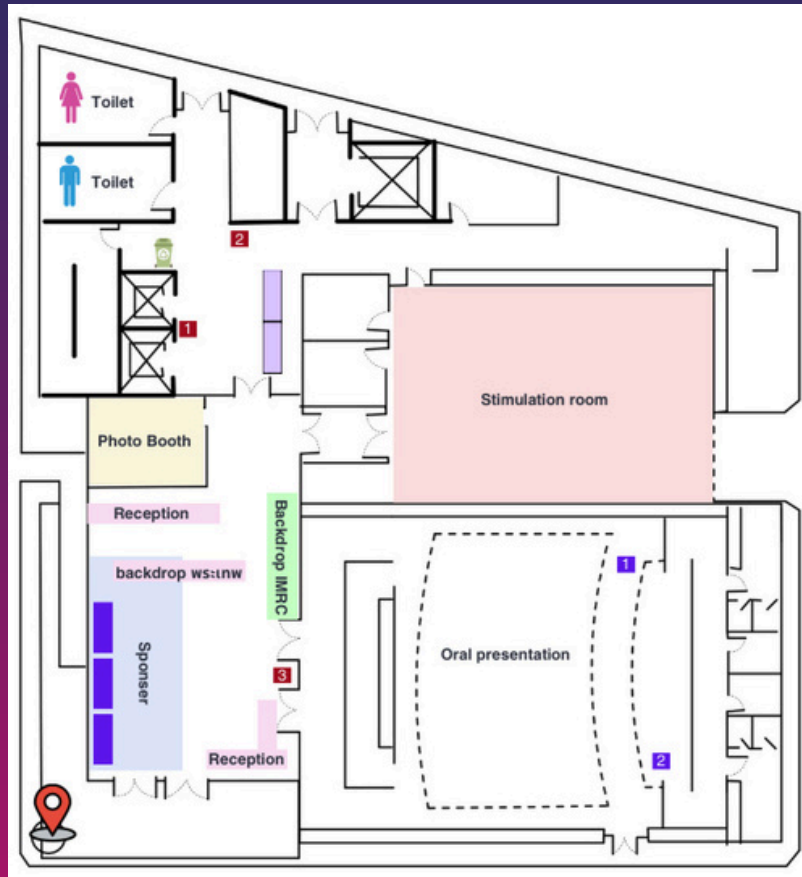 Toilet
Toilet
2
1
Stimulation room
Photo Booth
Reception
Backdrop IMRC
backdrop พระเทพ
1
Sponser
Oral presentation
3
Reception
2